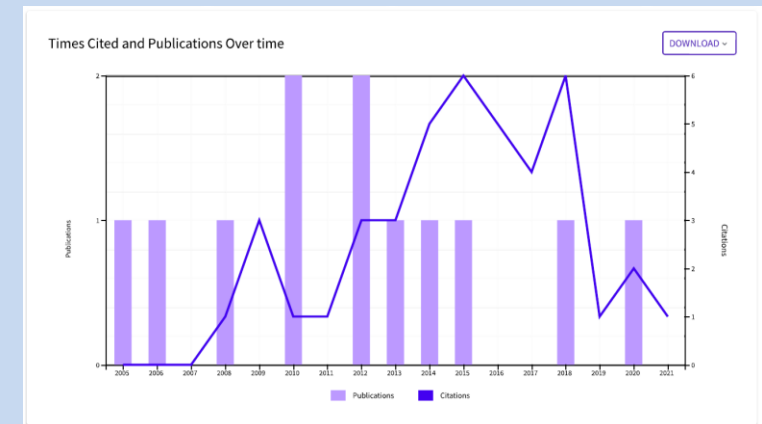 Times Cited and Publications Over time
DOWNLOAD
2
1
0
Publications
6
5
4
3
2
1
0
Citations
2005 2006 2007 2008 2009 2010 2011 2012 2013 2014 2015 2016 2017 2018 2019 2020 2021
Publications Citations